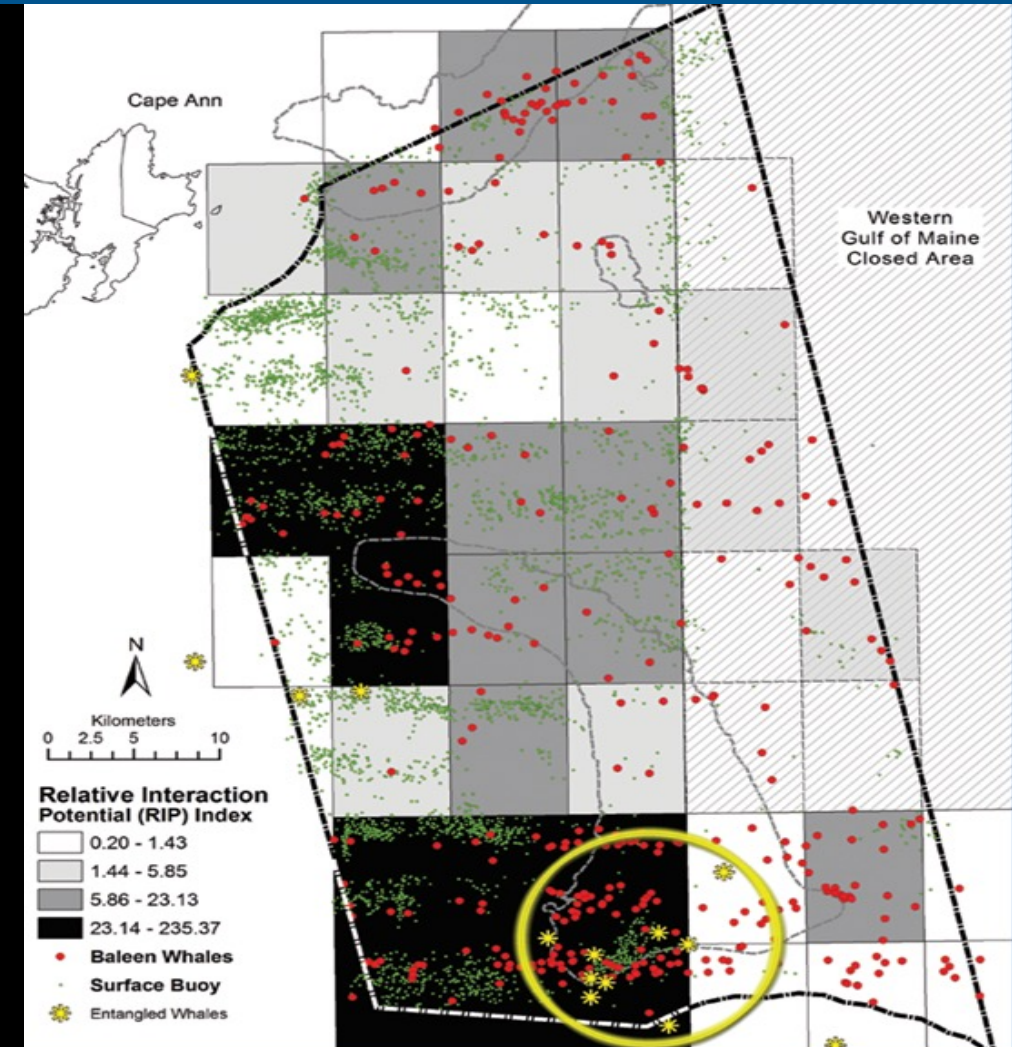 Cape Ann
Western
Gulf of Maine
Closed Area
N
Kilometers
0 2.5 5 10
Relative Interaction
Potential (RIP) Index
0.20 - 1.43
1.44 - 5.85
5.86 - 23.13
23.14 - 235.37
Baleen Whales
Surface Buoy
Entangled Whales